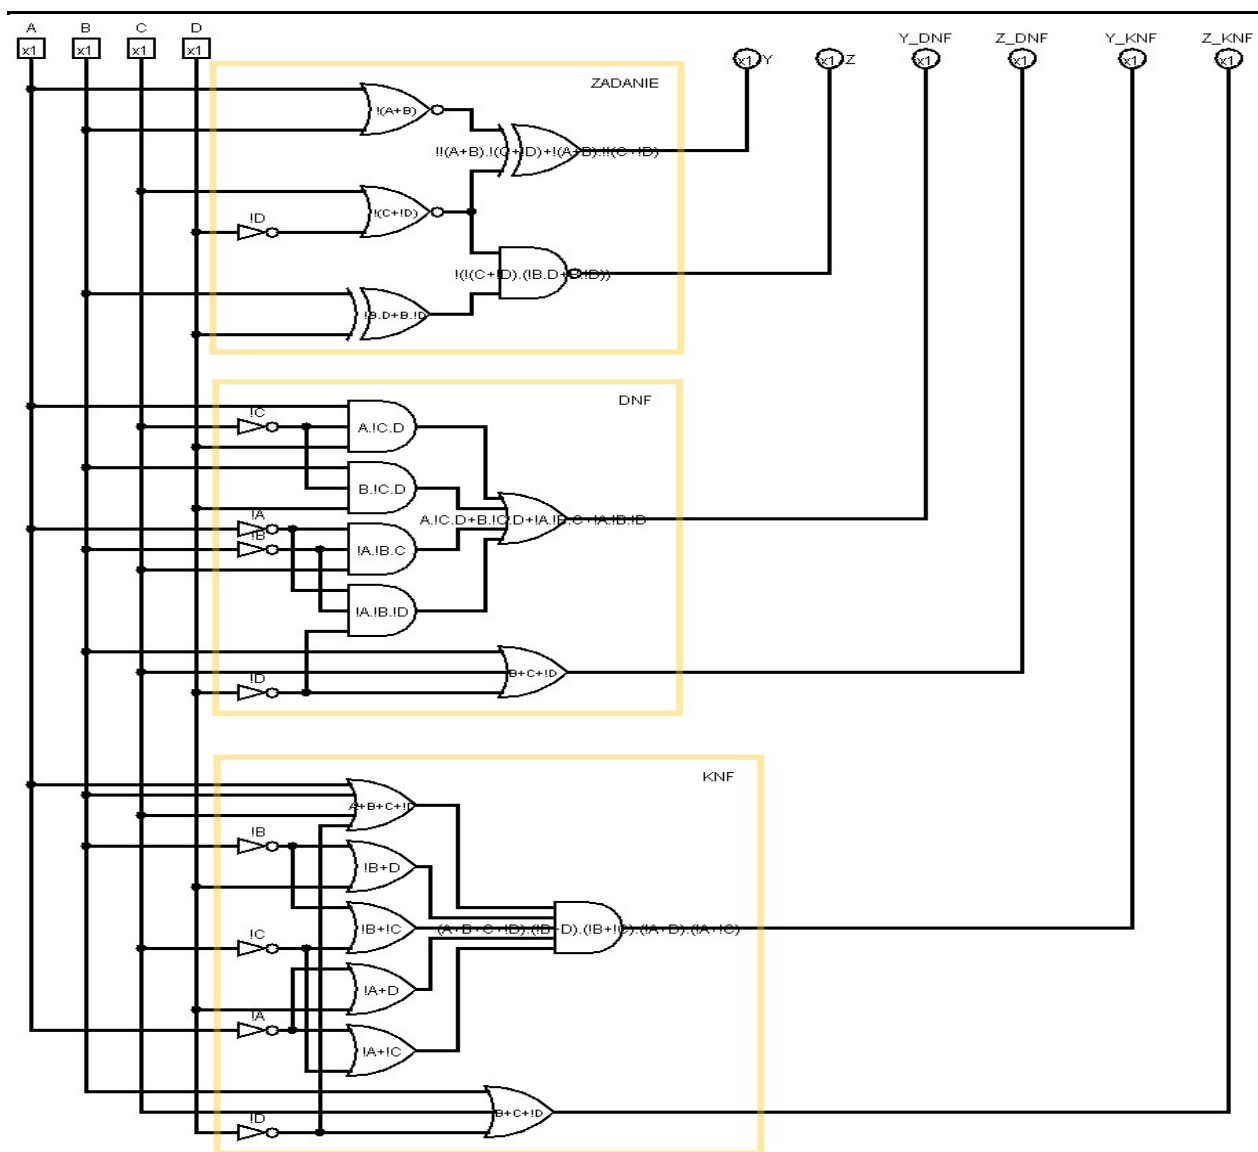 A B C D
x1 x1 x1 x1
Y_DNF Z_DNF Y_KNF Z_KNF
x1 Y x1 Z x1 x1 x1 x1
ZADANIE
!(A+B)
!!(A+B).!(C+!D)+!(A+B).!!(C+!D)
!(C+!D)
!D
!(!(C+!D).(!B.D+B.!D))
!B.D+B.!D
DNF
!C
A.!C.D
B.!C.D
!A
A.!C.D+B.!C.D+!A.!B.C+!A.!B.!D
!B
!A.!B.C
!A.!B.!D
!D
B+C+!D
KNF
A+B+C+!D
!B
!B+D
!B+!C
(A+B+C+!D).(!B+D).(!B+!C).(!A+D).(!A+!C)
!C
!A+D
!A
!A+!C
!D
B+C+!D